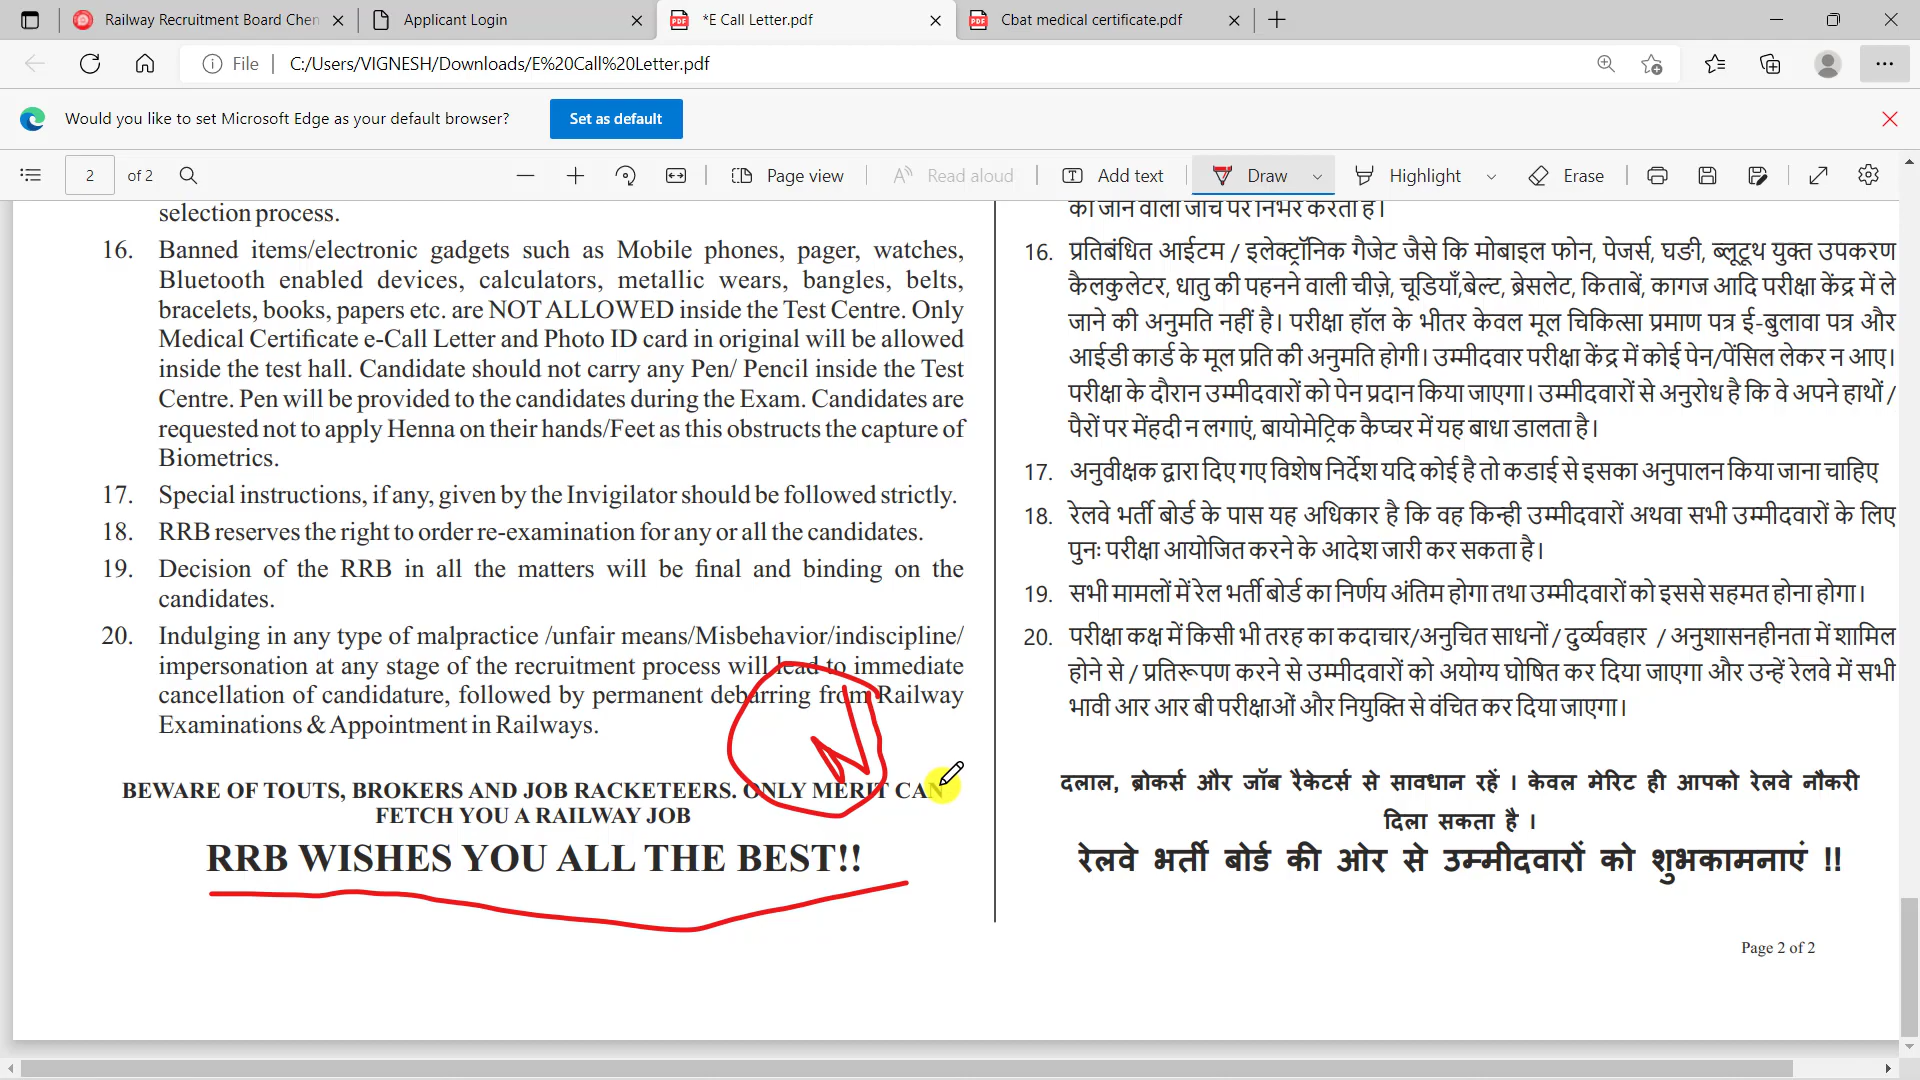 Railway Recruitment Board Chen
Applicant Login
*E Call Letter.pdf
Cbat medical certificate.pdf
File
C:/Users/VIGNESH/Downloads/E%20Call%20Letter.pdf
Would you like to set Microsoft Edge as your default browser?
Set as default
2 of 2
Page view
Read aloud
Add text
Draw
Highlight
Erase
selection process.
16. Banned items/electronic gadgets such as Mobile phones, pager, watches,
Bluetooth enabled devices, calculators, metallic wears, bangles, belts,
bracelets, books, papers etc. are NOT ALLOWED inside the Test Centre. Only
Medical Certificate e-Call Letter and Photo ID card in original will be allowed
inside the test hall. Candidate should not carry any Pen/ Pencil inside the Test
Centre. Pen will be provided to the candidates during the Exam. Candidates are
requested not to apply Henna on their hands/Feet as this obstructs the capture of
Biometrics.
17. Special instructions, if any, given by the Invigilator should be followed strictly.
18. RRB reserves the right to order re-examination for any or all the candidates.
19. Decision of the RRB in all the matters will be final and binding on the
candidates.
20. Indulging in any type of malpractice /unfair means/Misbehavior/indiscipline/
impersonation at any stage of the recruitment process will lead to immediate
cancellation of candidature, followed by permanent debarring from Railway
Examinations & Appointment in Railways.
BEWARE OF TOUTS, BROKERS AND JOB RACKETEERS. ONLY MERIT CAN
FETCH YOU A RAILWAY JOB
RRB WISHES YOU ALL THE BEST!!
की जाने वाली जाँच पर निर्भर करता है।
16. प्रतिबंधित आईटम / इलेक्ट्रॉनिक गैजेट जैसे कि मोबाइल फोन, पेजर्स, घड़ी, ब्लूटूथ युक्त उपकरण
कैलकुलेटर, धातु की पहनने वाली चीज़े, चूडियाँ,बेल्ट, ब्रेसलेट, किताबें, कागज आदि परीक्षा केंद्र में ले
जाने की अनुमति नहीं है। परीक्षा हॉल के भीतर केवल मूल चिकित्सा प्रमाण पत्र ई-बुलावा पत्र और
आईडी कार्ड के मूल प्रति की अनुमति होगी। उम्मीदवार परीक्षा केंद्र में कोई पेन/पेंसिल लेकर न आए।
परीक्षा के दौरान उम्मीदवारों को पेन प्रदान किया जाएगा। उम्मीदवारों से अनुरोध है कि वे अपने हाथों /
पैरों पर मेंहदी न लगाएं, बायोमेट्रिक कैप्चर में यह बाधा डालता है।
17. अनुवीक्षक द्वारा दिए गए विशेष निर्देश यदि कोई है तो कडाई से इसका अनुपालन किया जाना चाहिए
18. रेलवे भर्ती बोर्ड के पास यह अधिकार है कि वह किन्ही उम्मीदवारों अथवा सभी उम्मीदवारों के लिए
पुनः परीक्षा आयोजित करने के आदेश जारी कर सकता है।
19. सभी मामलों में रेल भर्ती बोर्ड का निर्णय अंतिम होगा तथा उम्मीदवारों को इससे सहमत होना होगा।
20. परीक्षा कक्ष में किसी भी तरह का कदाचार/अनुचित साधनों / दुर्व्यवहार / अनुशासनहीनता में शामिल
होने से / प्रतिरूपण करने से उम्मीदवारों को अयोग्य घोषित कर दिया जाएगा और उन्हें रेलवे में सभी
भावी आर आर बी परीक्षाओं और नियुक्ति से वंचित कर दिया जाएगा।
दलाल, ब्रोकर्स और जॉब रैकेटर्स से सावधान रहें । केवल मेरिट ही आपको रेलवे नौकरी
दिला सकता है ।
रेलवे भर्ती बोर्ड की ओर से उम्मीदवारों को शुभकामनाएं !!
Page 2 of 2